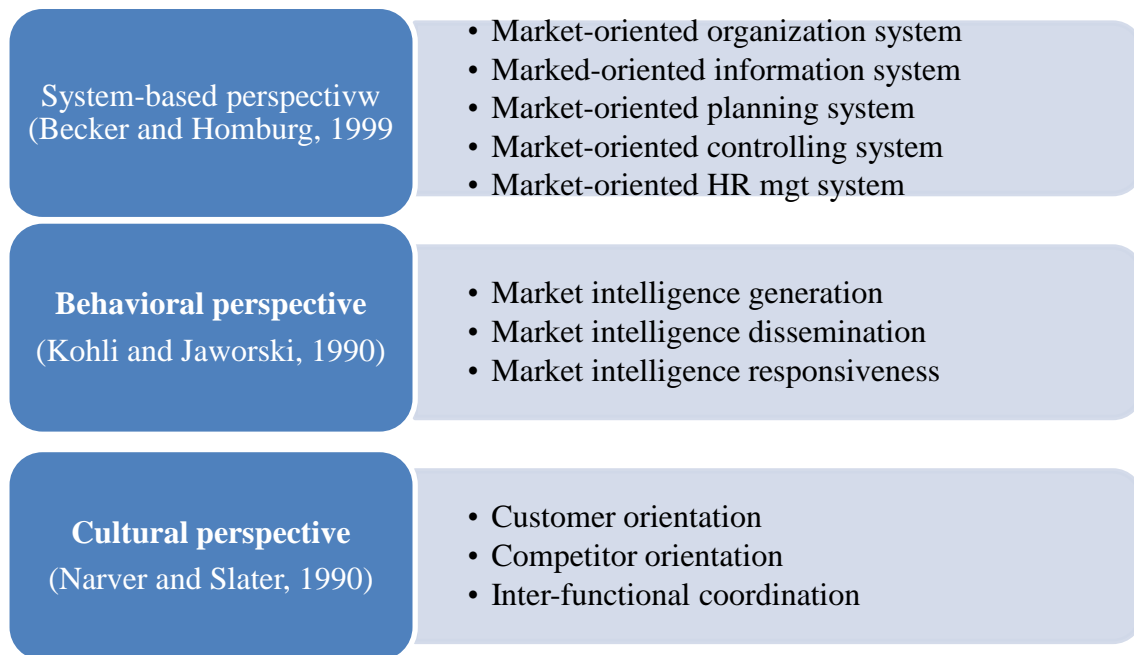 System-based perspectivw
(Becker and Homburg, 1999
• Market-oriented organization system
• Marked-oriented information system
• Market-oriented planning system
• Market-oriented controlling system
• Market-oriented HR mgt system
Behavioral perspective
(Kohli and Jaworski, 1990)
• Market intelligence generation
• Market intelligence dissemination
• Market intelligence responsiveness
Cultural perspective
(Narver and Slater, 1990)
• Customer orientation
• Competitor orientation
• Inter-functional coordination